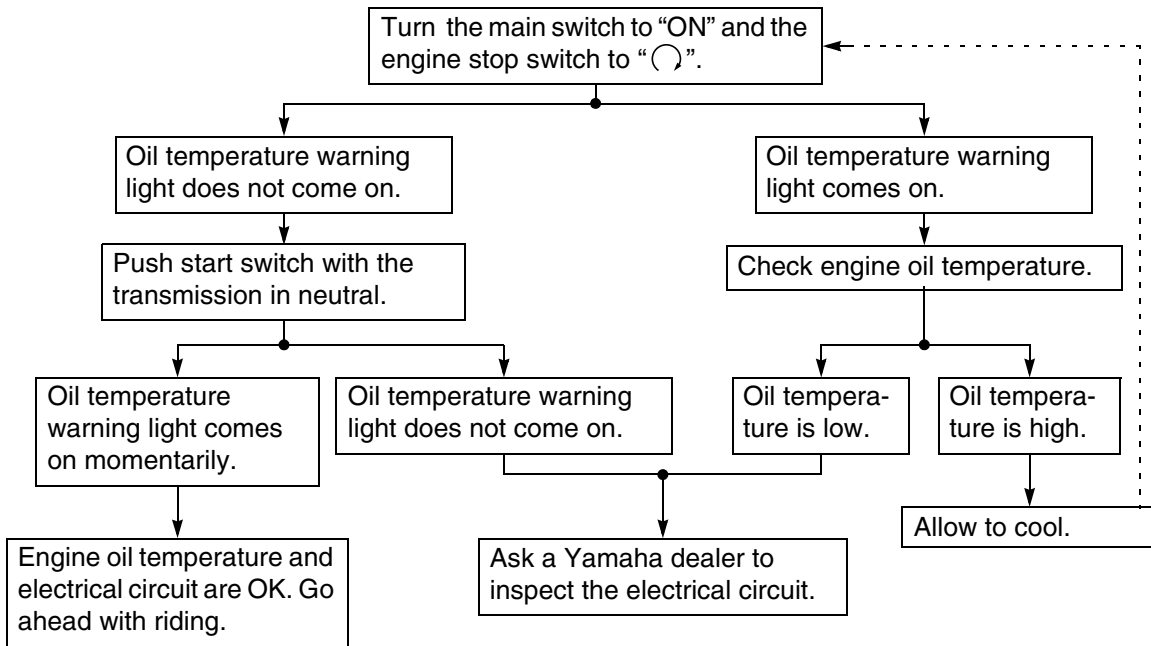 Turn the main switch to “ON” and the
engine stop switch to “ ”.
Oil temperature warning
light does not come on.
Oil temperature warning
light comes on.
Push start switch with the
transmission in neutral.
Check engine oil temperature.
Oil temperature
warning light comes
on momentarily.
Oil temperature warning
light does not come on.
Oil tempera-
ture is low.
Oil tempera-
ture is high.
Allow to cool.
Engine oil temperature and
electrical circuit are OK. Go
ahead with riding.
Ask a Yamaha dealer to
inspect the electrical circuit.